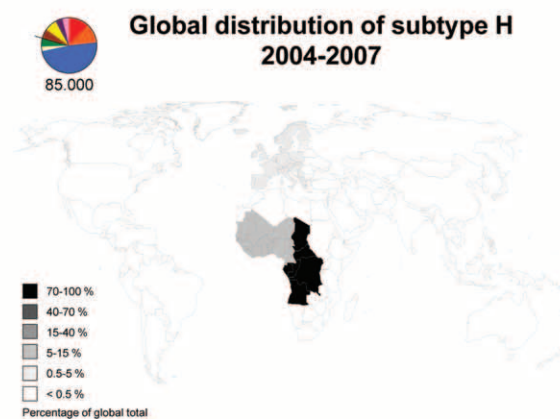 Global distribution of subtype H
2004-2007
85.000
70-100 %
40-70 %
15-40 %
5-15 %
0.5-5 %
< 0.5 %
Percentage of global total